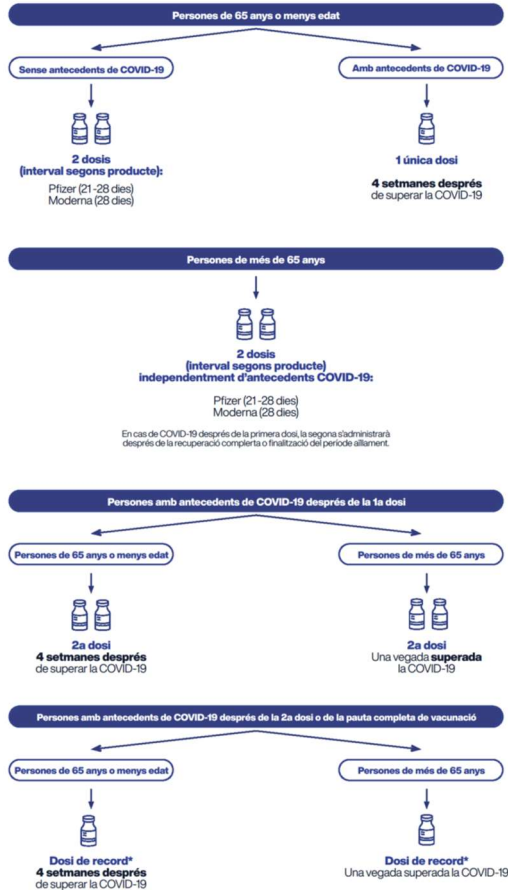 Persones de 65 anys o menys edat
Sense antecedents de COVID-19
Amb antecedents de COVID-19
2 dosis
(interval segons producte):
Pfizer (21-28 dies)
Moderna (28 dies)
1 única dosi
4 setmanes després
de superar la COVID-19
Persones de més de 65 anys
2 dosis
(interval segons producte)
independentment d'antecedents COVID-19:
Pfizer (21-28 dies)
Moderna (28 dies)
En cas de COVID-19 després de la primera dosi, la segona s'administrarà
després de la recuperació complerta o finalització del període aïllament.
Persones amb antecedents de COVID-19 després de la 1a dosi
Persones de 65 anys o menys edat
Persones de més de 65 anys
2a dosi
4 setmanes després
de superar la COVID-19
2a dosi
Una vegada superada
la COVID-19
Persones amb antecedents de COVID-19 després de la 2a dosi o de la pauta completa de vacunació
Persones de 65 anys o menys edat
Persones de més de 65 anys
Dosi de record*
4 setmanes després
de superar la COVID-19
Dosi de record*
Una vegada superada la COVID-19